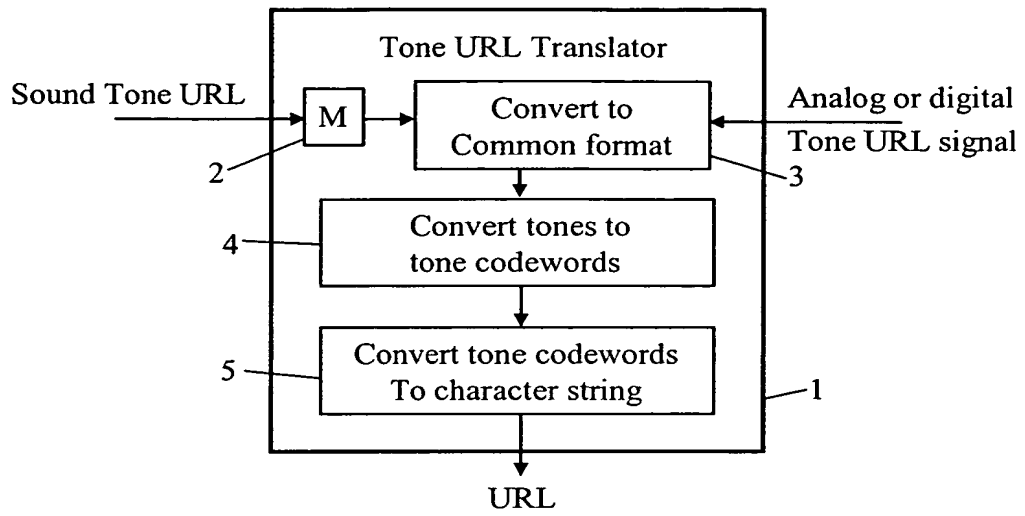 Tone URL Translator
Sound Tone URL
M
2
Convert to
Common format
Analog or digital
Tone URL signal
3
4
Convert tones to
tone codewords
5
Convert tone codewords
To character string
1
URL